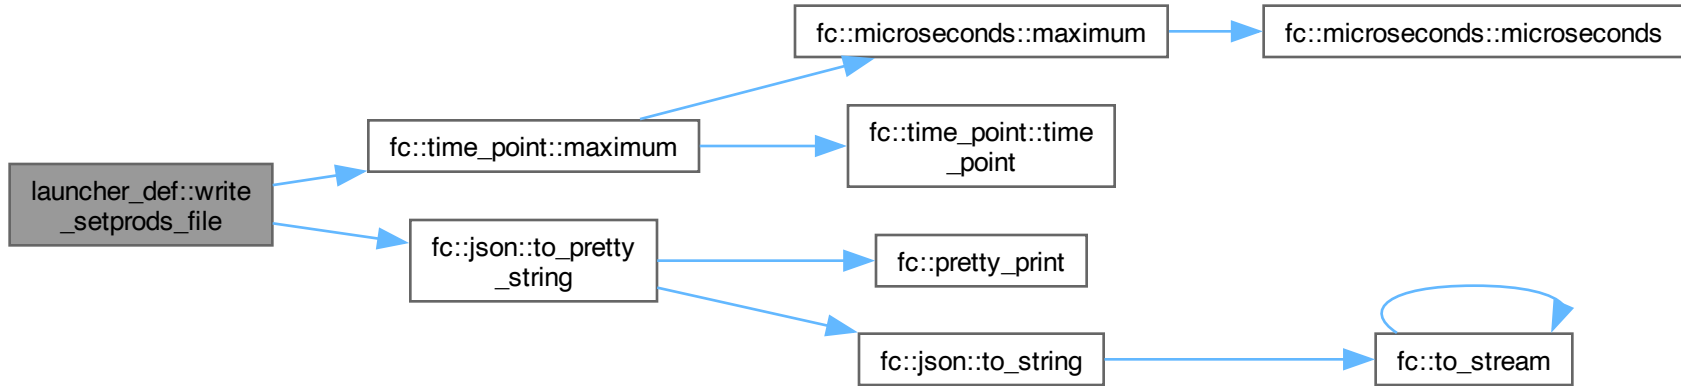 launcher_def::write
_setprods_file
fc::time_point::maximum
fc::microseconds::maximum
fc::microseconds::microseconds
fc::time_point::time
_point
fc::json::to_pretty
_string
fc::pretty_print
fc::json::to_string
fc::to_stream